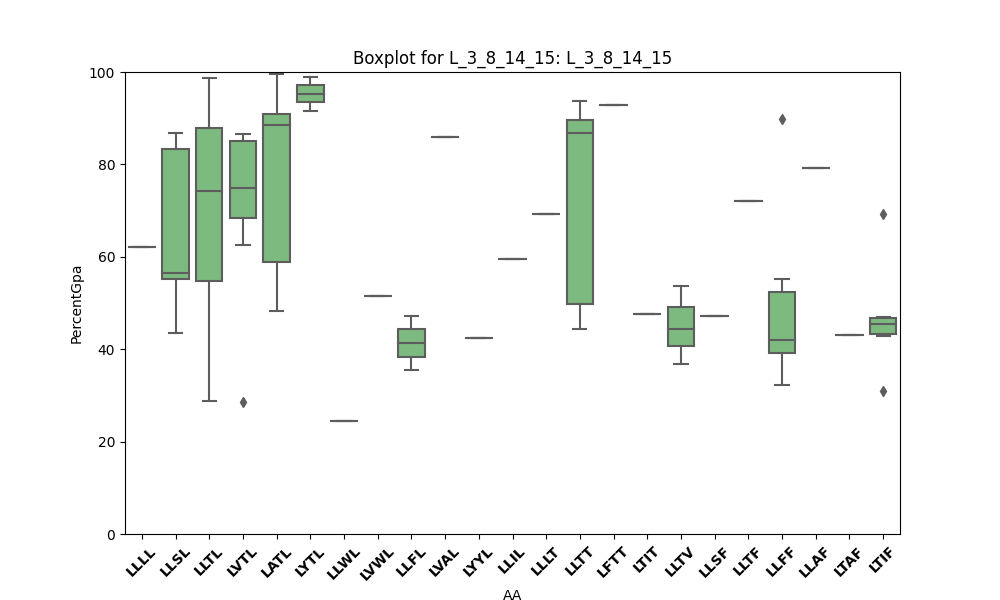 Boxplot for L_3_8_14_15: L_3_8_14_15
100
80
60
40
20
0
PercentGpa
LLLL LLSL LLTL LVTL LATL LYTL LLWL LVWL LLFL LVAL LYYL LLIL LLLT LLTT LFTT LTIT LLTV LLSF LLTF LLFF LLAF LTAF LTIF
AA